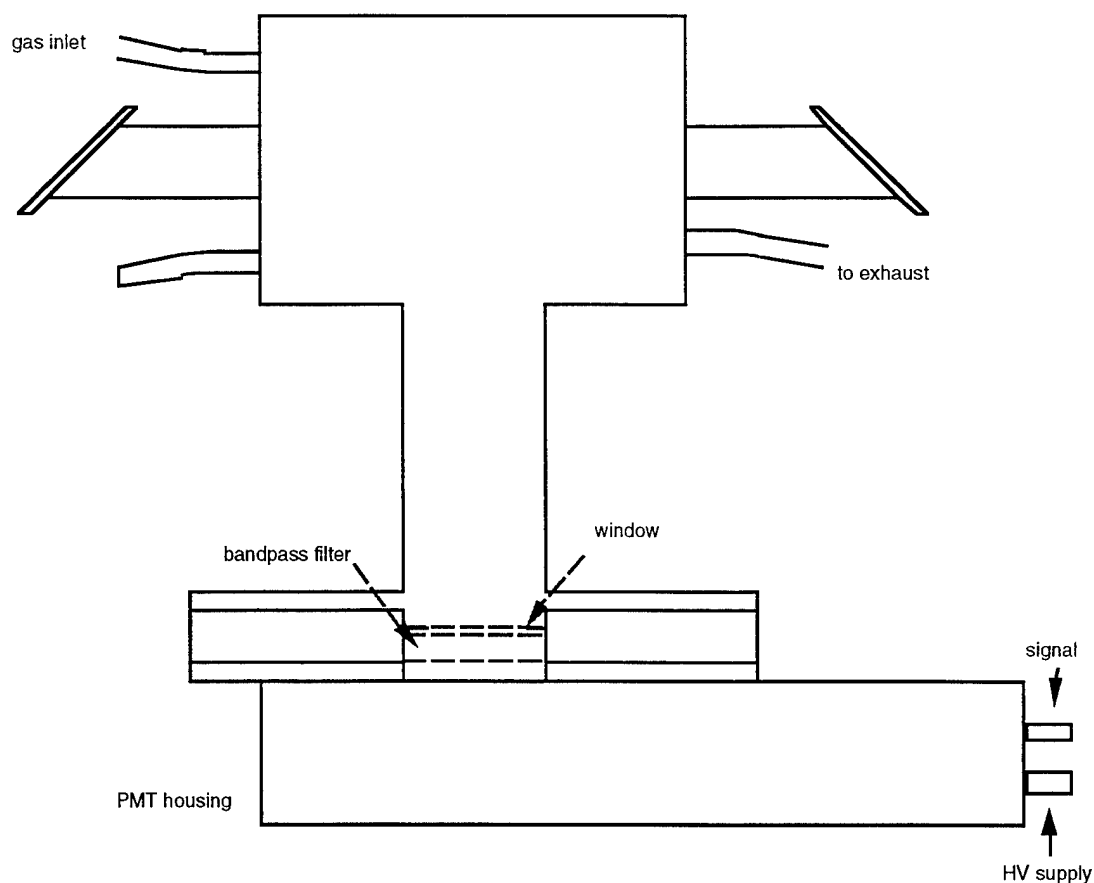 gas inlet
to exhaust
window
bandpass filter
signal
PMT housing
HV supply